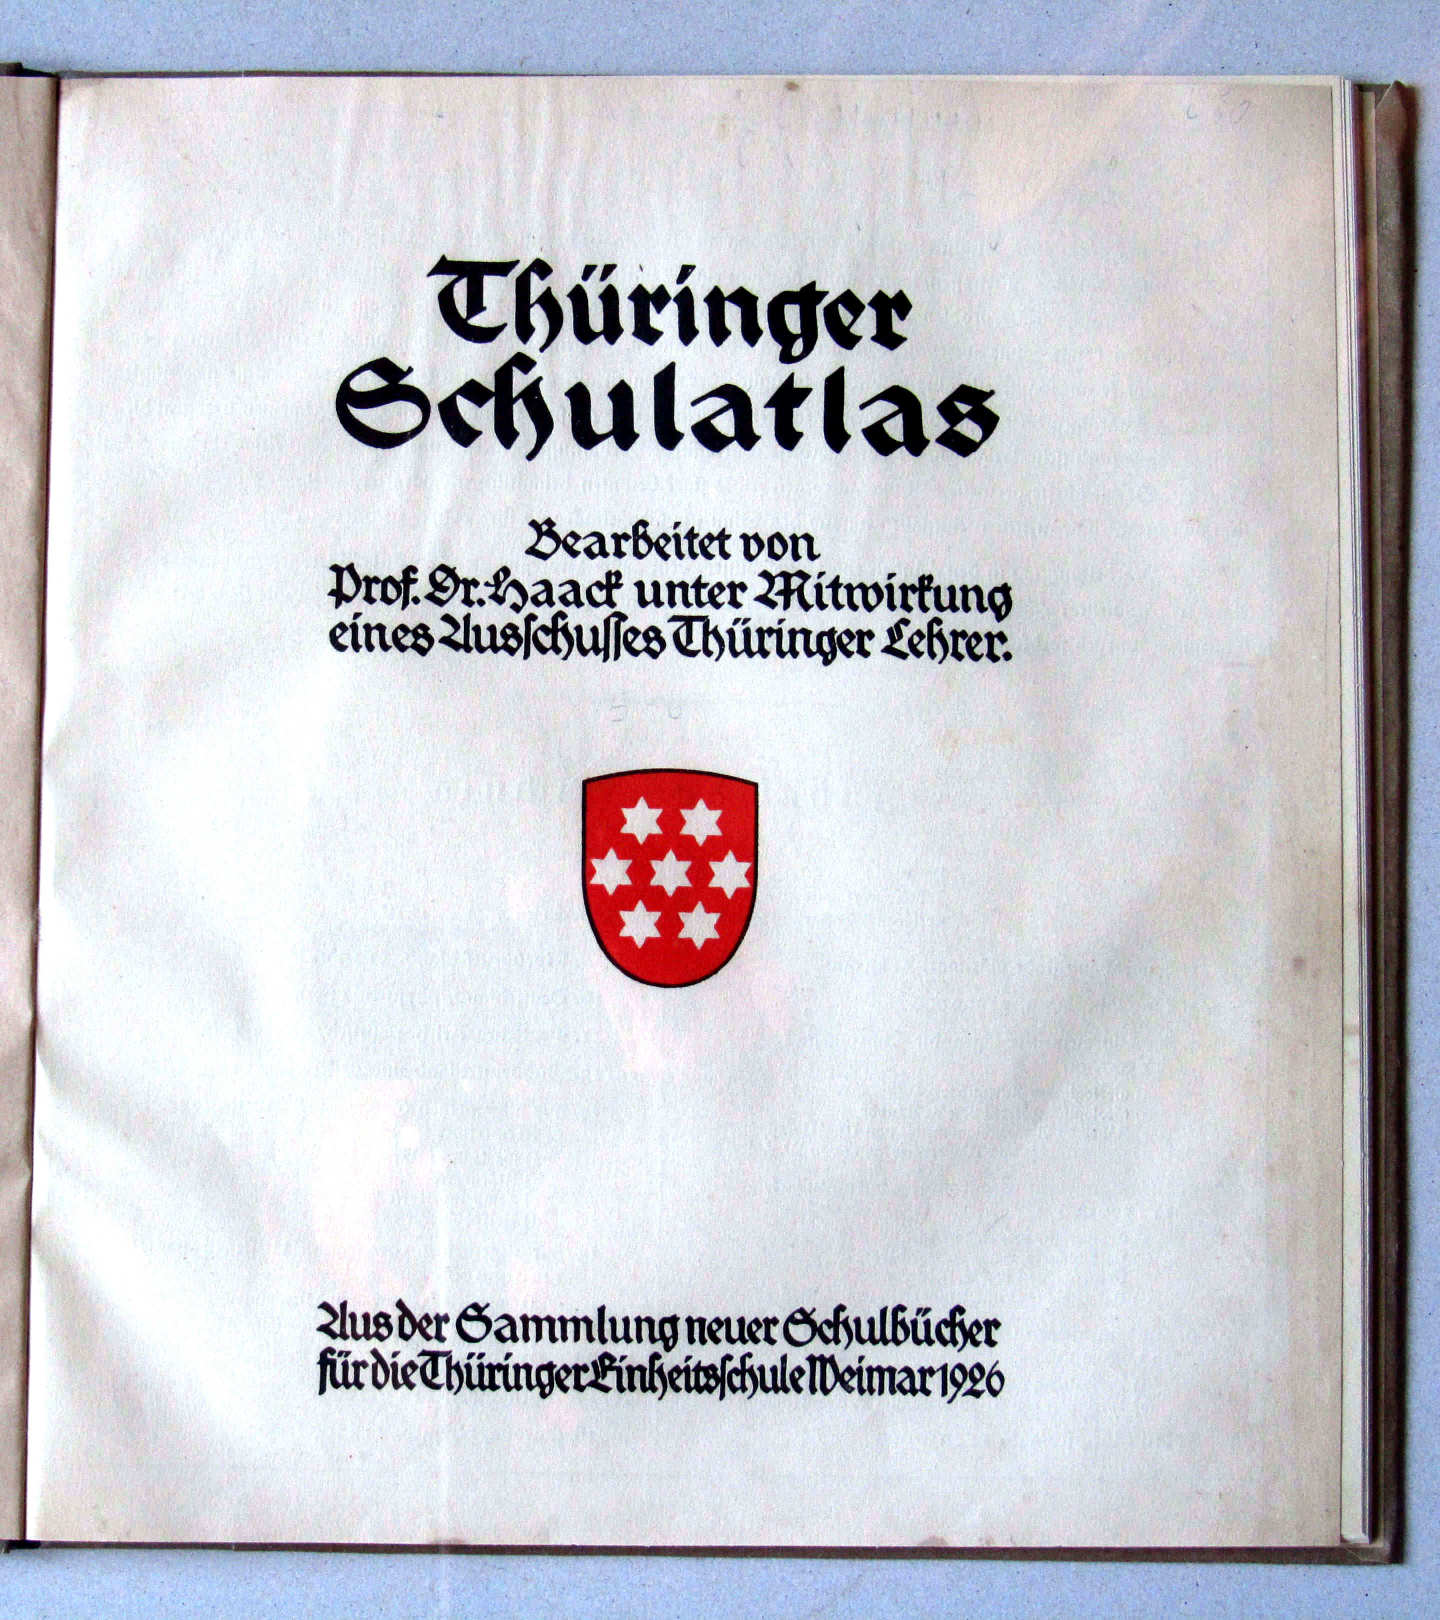 Thüringer
Schulatlas
Bearbeitet von
Prof. Dr. Haack unter Mitwirkung
eines Ausschusses Thüringer Lehrer.
Aus der Sammlung neuer Schulbücher
für die Thüringer Einheitsschule Weimar 1926